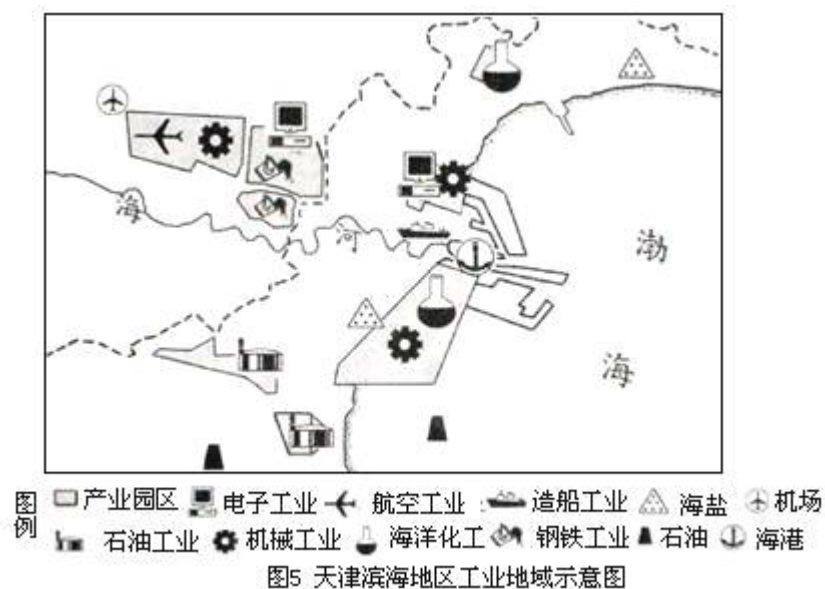 海
河
渤
海
图例
产业园区 电子工业 航空工业 造船工业 海盐 机场
石油工业 机械工业 海洋化工 钢铁工业 石油 海港
图5 天津滨海地区工业地域示意图